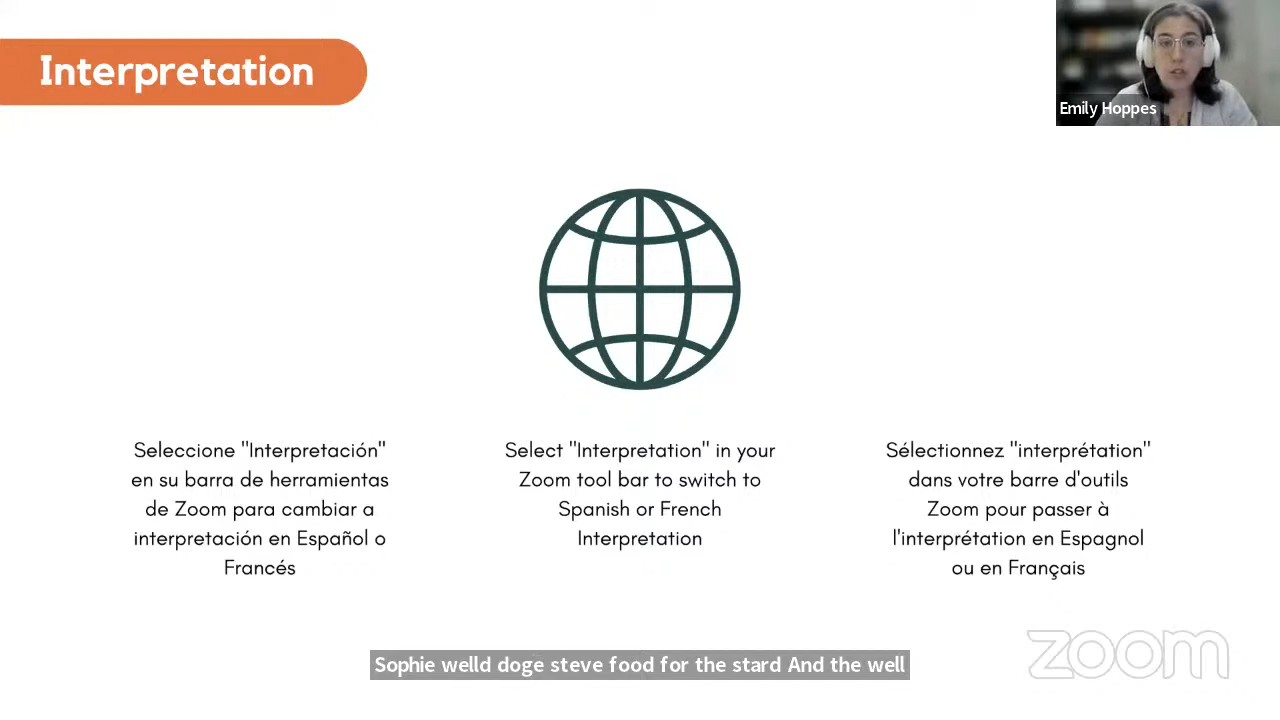 Interpretation
Emily Hoppes
Seleccione "Interpretación"
en su barra de herramientas
de Zoom para cambiar a
interpretación en Español o
Francés
Select "Interpretation" in your
Zoom tool bar to switch to
Spanish or French
Interpretation
Sélectionnez "interprétation"
dans votre barre d'outils
Zoom pour passer à
l'interprétation en Espagnol
ou en Français
Sophie welld doge steve food for the stard And the well
zoom